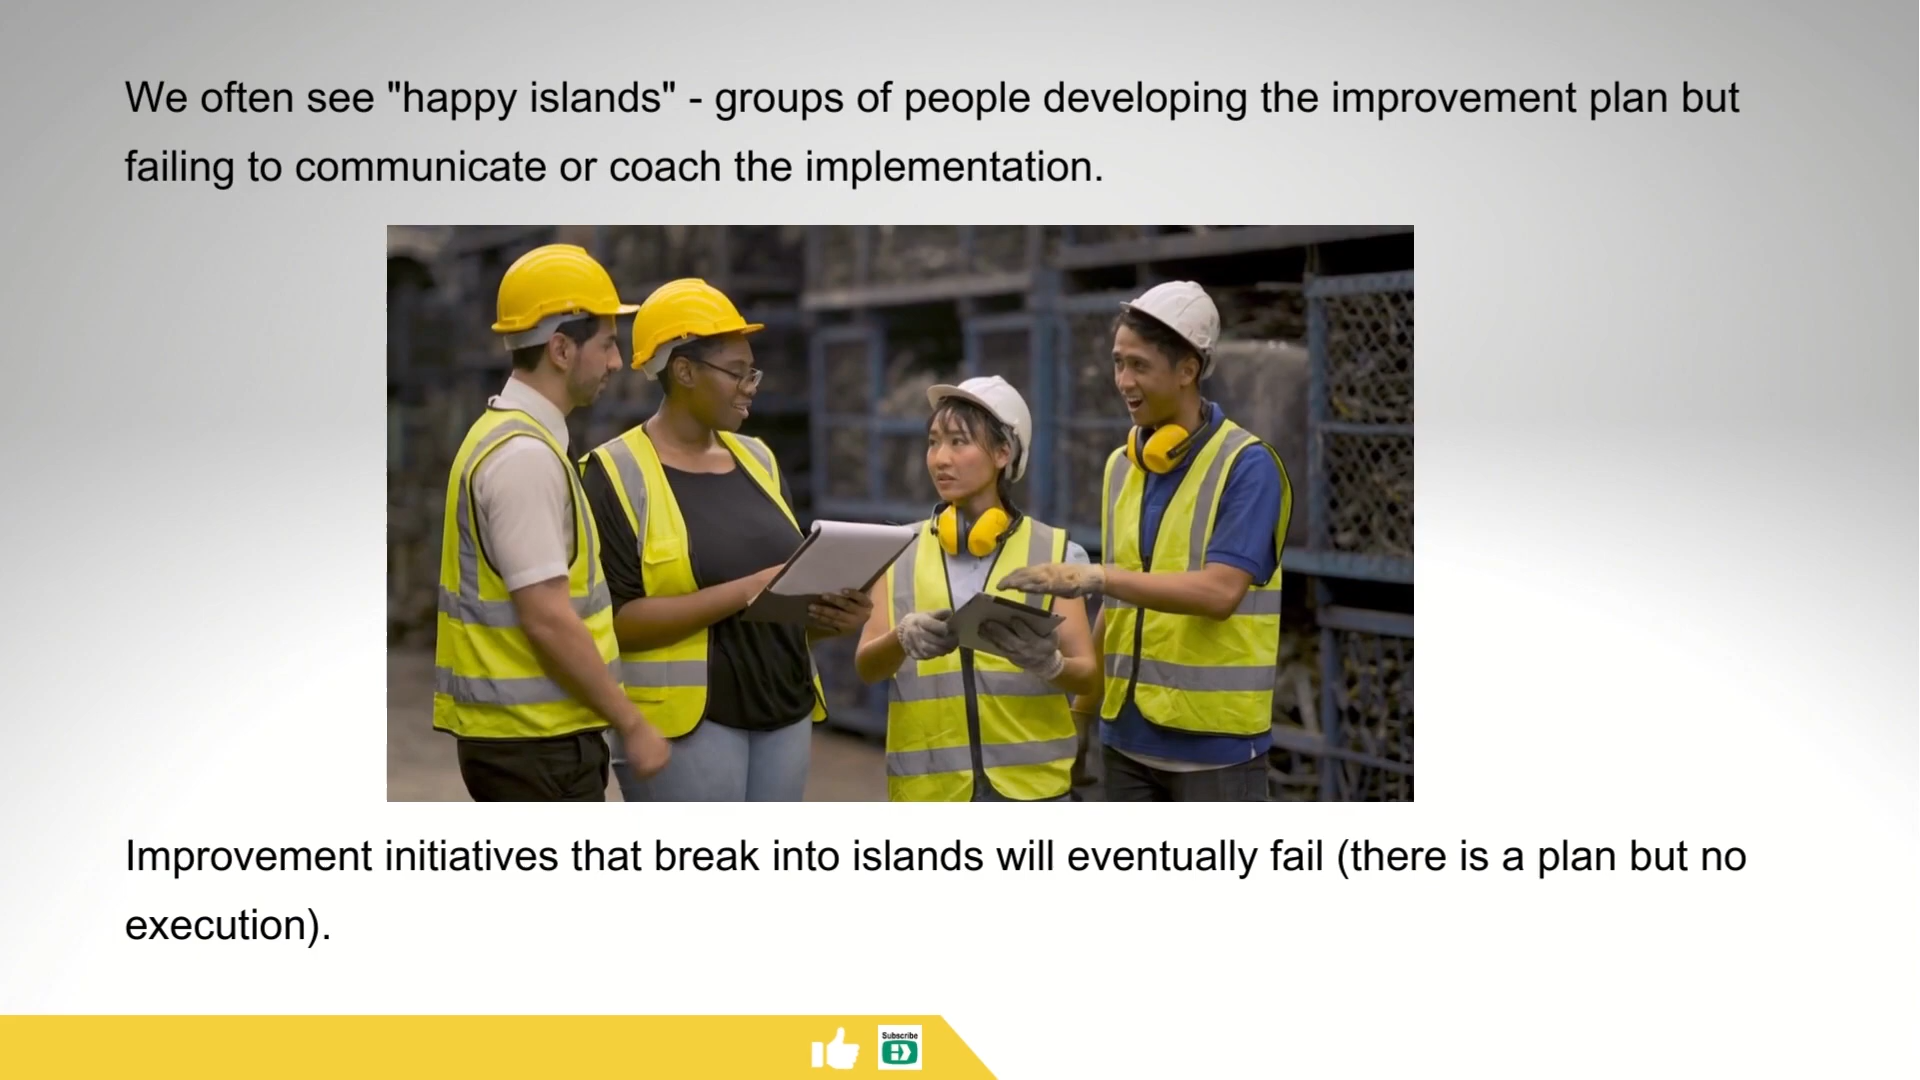 We often see "happy islands" - groups of people developing the improvement plan but
failing to communicate or coach the implementation.
Improvement initiatives that break into islands will eventually fail (there is a plan but no
execution).
Subscribe